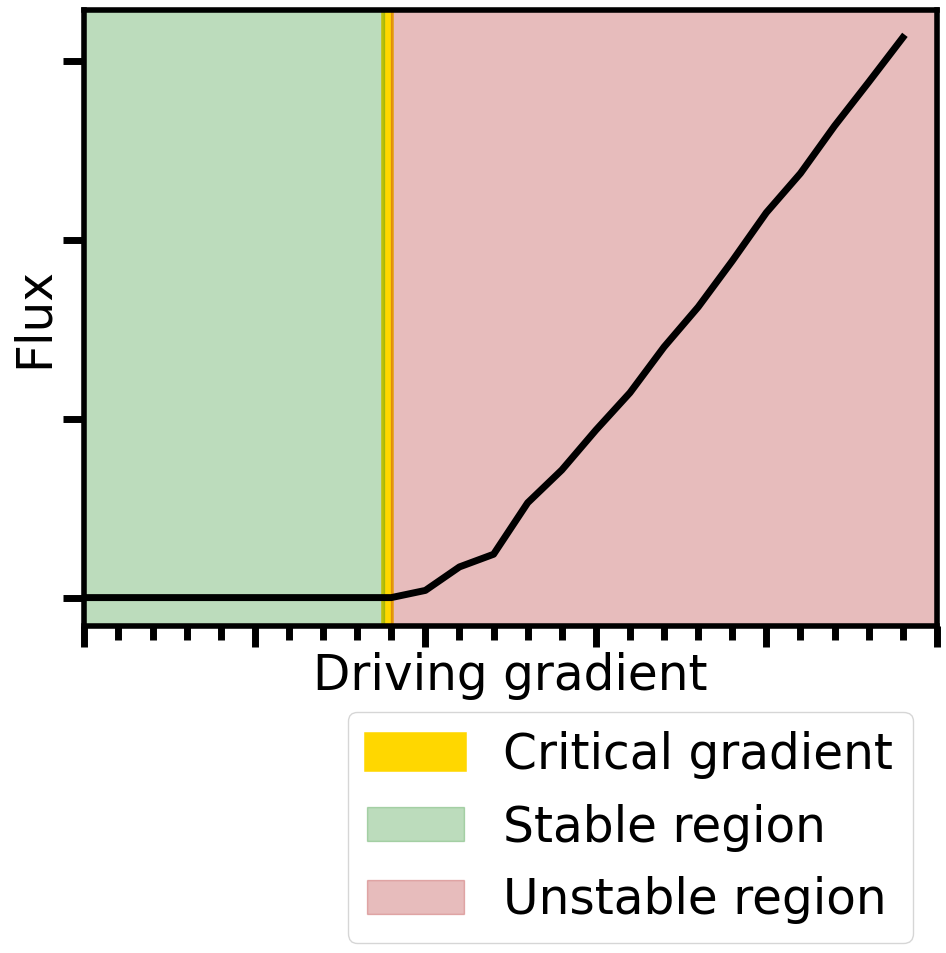 Flux
Driving gradient
Critical gradient
Stable region
Unstable region